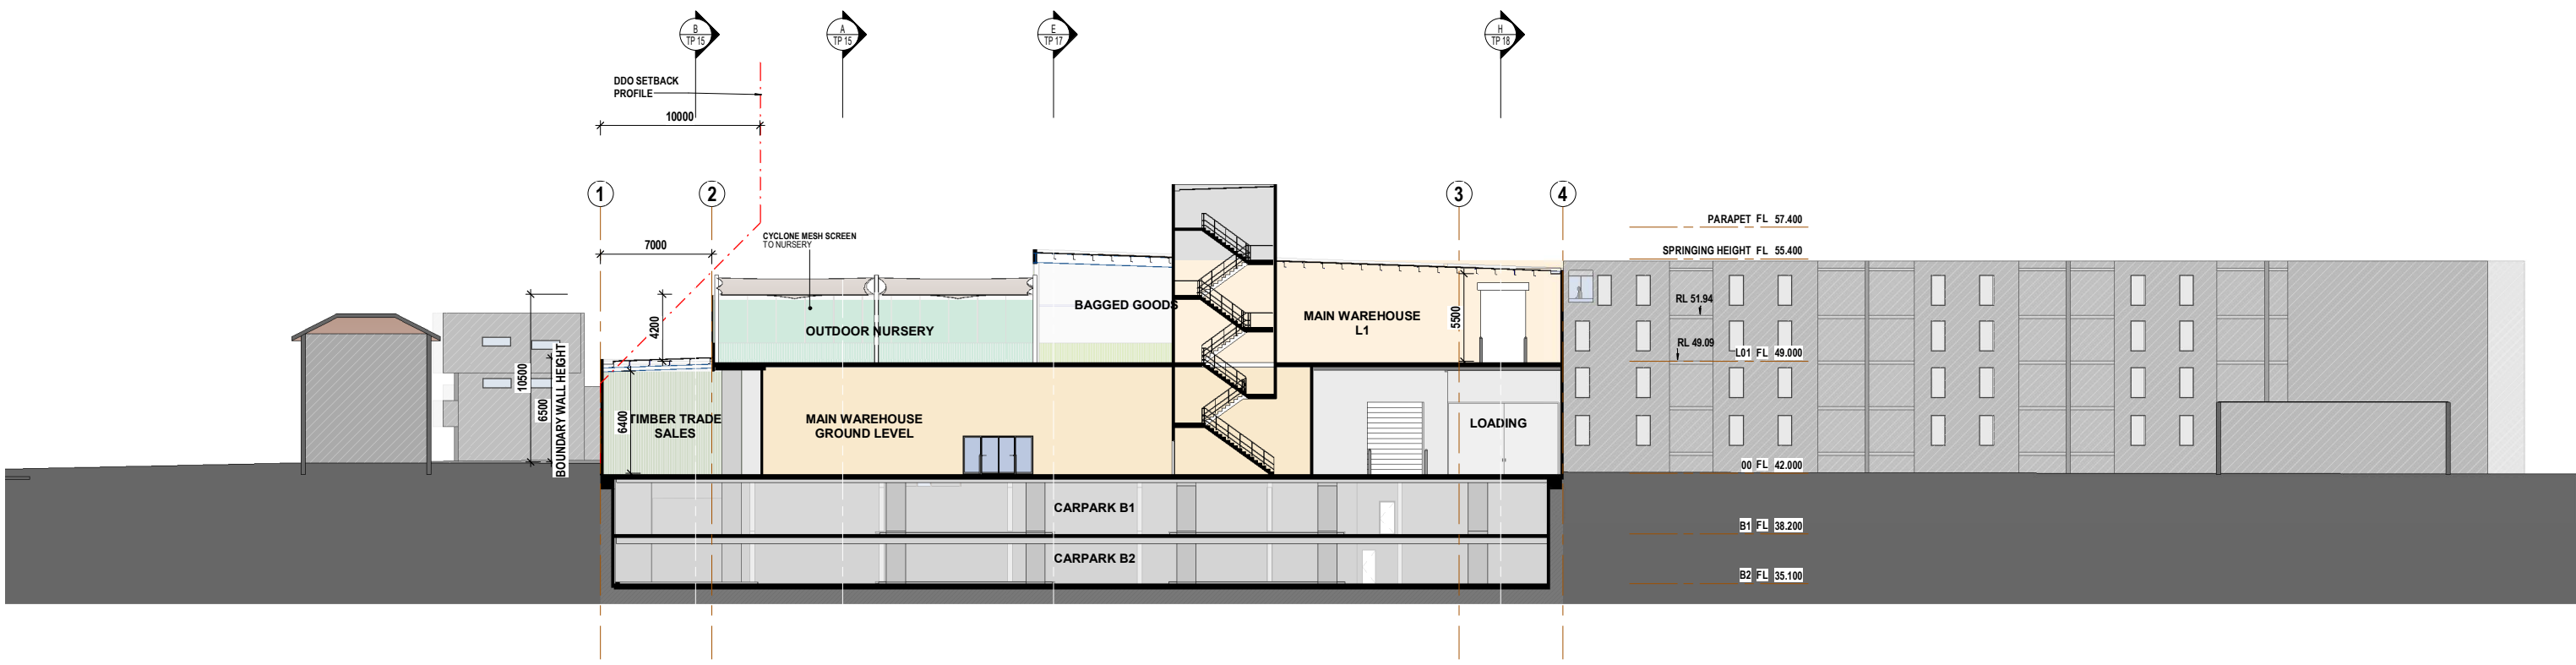 B
TP 15
A
TP 15
E
TP 17
H
TP 18
DDO SETBACK
PROFILE
10000
1
2
3
4
7000
CYCLONE MESH SCREEN
TO NURSERY
PARAPET FL 57.400
SPRINGING HEIGHT FL 55.400
RL 51.94
RL 49.09
L01 FL 49.000
4200
10500
6500
BOUNDARY WALL HEIGHT
6400
5500
OUTDOOR NURSERY
BAGGED GOODS
MAIN WAREHOUSE
L1
TIMBER TRADE
SALES
MAIN WAREHOUSE
GROUND LEVEL
LOADING
00 FL 42.000
CARPARK B1
B1 FL 38.200
CARPARK B2
B2 FL 35.100